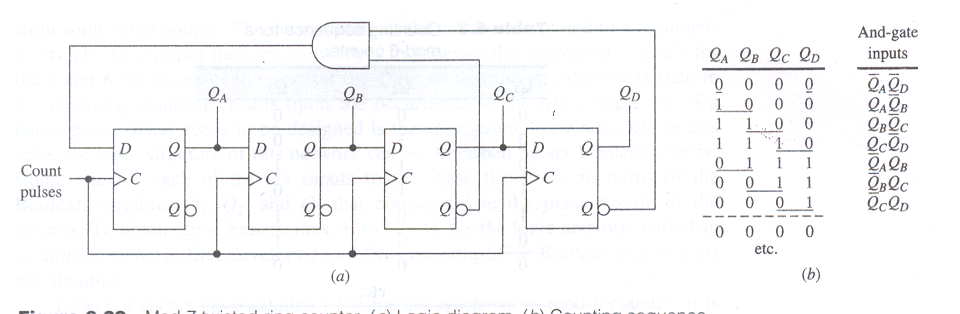 And-gate
inputs
Q_A Q_B Q_C Q_D
0 0 0 0 Q̅_A Q̅_D
1 0 0 0 Q_A Q̅_B
1 1 0 0 Q_B Q̅_C
1 1 1 0 Q_C Q̅_D
0 1 1 1 Q̅_A Q_B
0 0 1 1 Q̅_B Q_C
0 0 0 1 Q̅_C Q_D
0 0 0 0
etc.
(b)
Q_A Q_B Q_C Q_D
D Q D Q D Q D Q
Count
pulses
C C C C
Q̅ Q̅ Q̅ Q̅
(a)
Mod-7 twisted-ring counter. (a) Logic diagram. (b) Counting sequence.